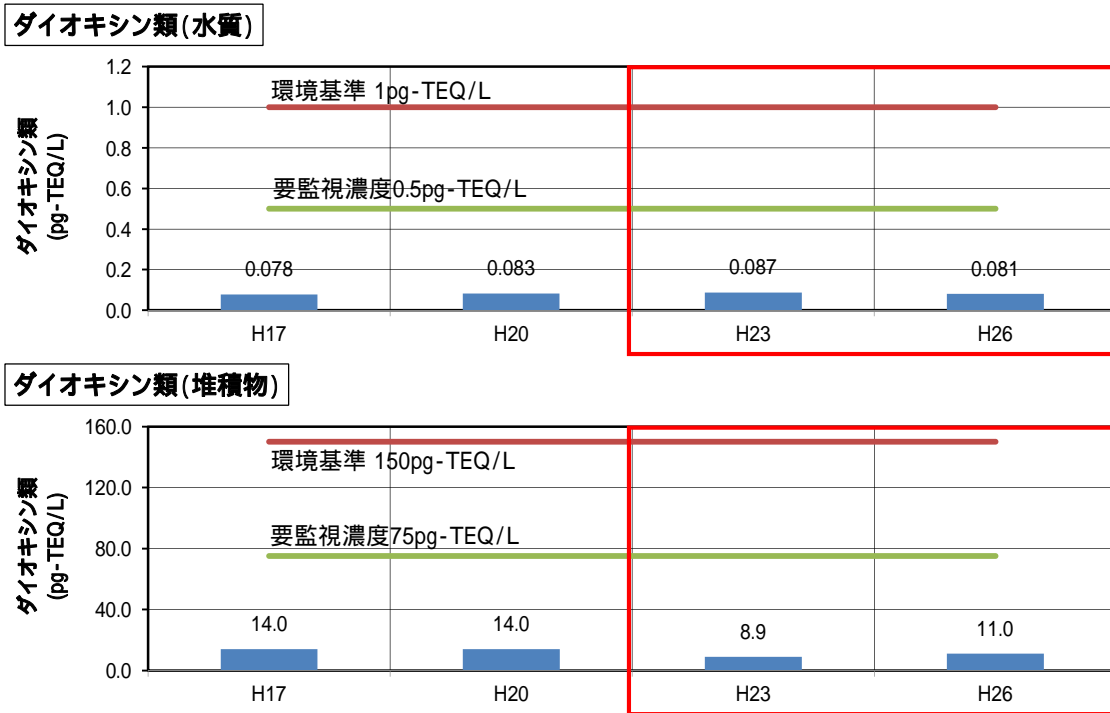 ダイオキシン類(水質)
ダイオキシン類
(pg-TEQ/L)
1.2
1.0
0.8
0.6
0.4
0.2
0.0
環境基準 1pg-TEQ/L
要監視濃度0.5pg-TEQ/L
0.078
0.083
0.087
0.081
H17
H20
H23
H26
ダイオキシン類(堆積物)
ダイオキシン類
(pg-TEQ/L)
160.0
120.0
80.0
40.0
0.0
環境基準 150pg-TEQ/L
要監視濃度75pg-TEQ/L
14.0
14.0
8.9
11.0
H17
H20
H23
H26